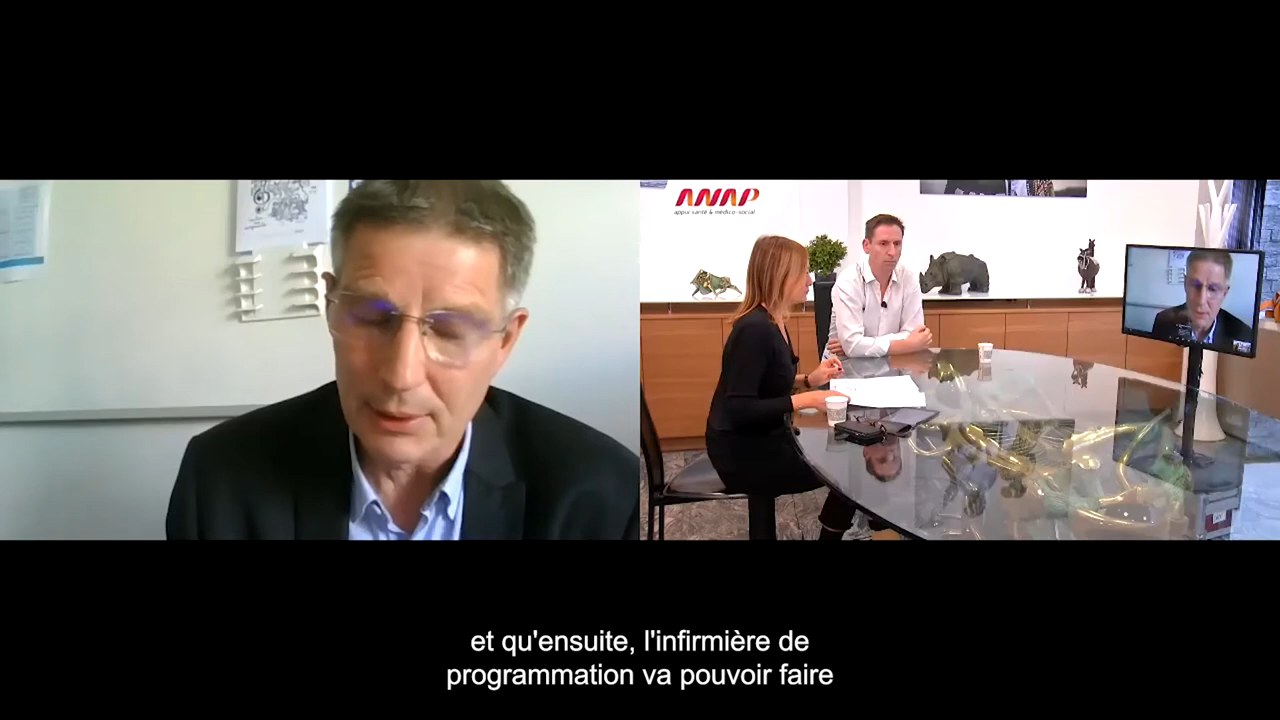 ANAP
appui santé & médico-social
et qu'ensuite, l'infirmière de
programmation va pouvoir faire